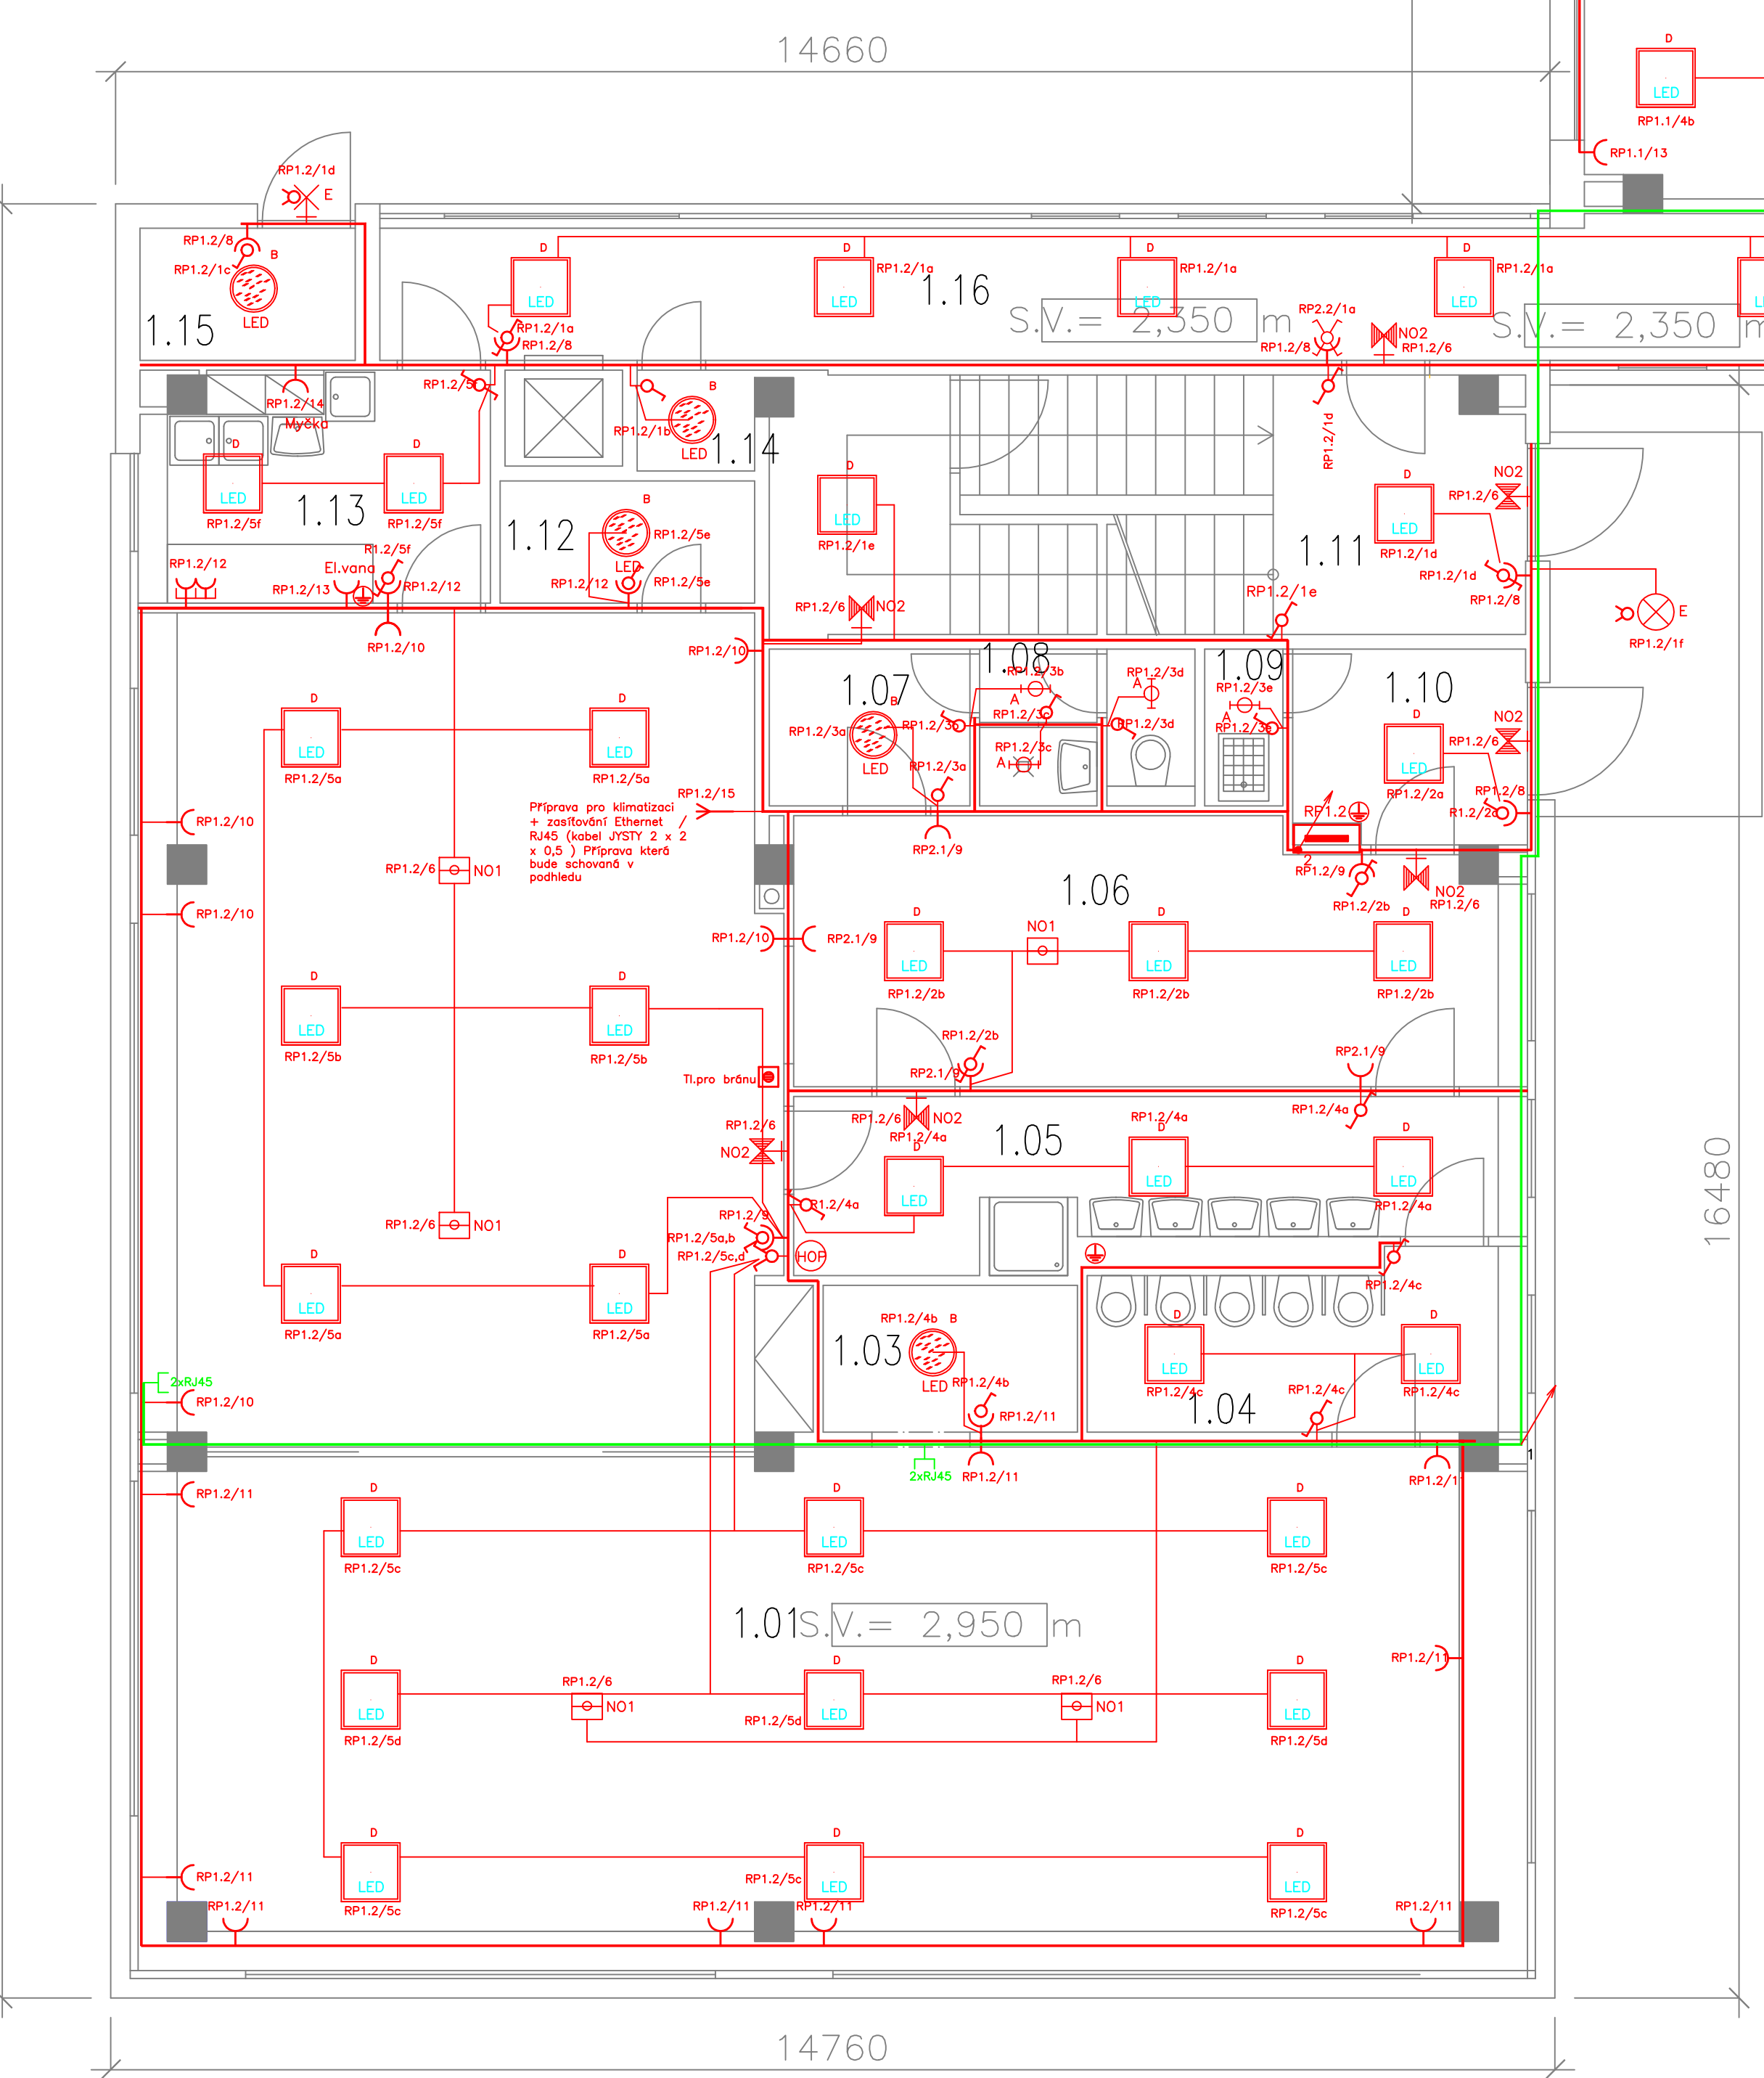 14660
D
LED
RP1.1/4b
RP1.1/13
RP1.2/1d
E
RP1.2/8
B
RP1.2/1c
LED
1.15
D
LED
RP1.2/1a
RP1.2/8
D
LED
RP1.2/1a
1.16
D
LED
RP1.2/1a
S.V.= 2,350 m
D
LED
RP1.2/1a
S.V.= 2,350
RP2.2/1a
RP1.2/8
NO2
RP1.2/6
RP1.2/14
Myčka
B
RP1.2/1b
LED
1.14
RP1.2/1d
D
LED
RP1.2/5f
1.13
D
LED
RP1.2/5f
1.12
B
RP1.2/5e
LED
RP1.2/12
RP1.2/5e
D
LED
RP1.2/1e
1.11
D
LED
RP1.2/1d
NO2
RP1.2/6
RP1.2/1d
RP1.2/8
RP1.2/12
El.vana
R1.2/5f
RP1.2/13
RP1.2/12
RP1.2/10
RP1.2/6
NO2
RP1.2/1e
E
RP1.2/1f
RP1.2/10
1.07
B
RP1.2/3a
LED
RP1.2/3a
1.08
RP1.2/3b
A
RP1.2/3c
RP1.2/3c
A
RP1.2/3d
A
RP1.2/3d
1.09
RP1.2/3e
A
RP1.2/3e
1.10
D
LED
RP1.2/2a
NO2
RP1.2/6
RP1.2/8
R1.2/2a
D
LED
RP1.2/5a
D
LED
RP1.2/5a
RP1.2/15
Příprava pro klimatizaci
+ zasíťování Ethernet /
RJ45 (kabel JYSTY 2 x 2
x 0,5 ) Příprava která
bude schovaná v
podhledu
RP1.2/10
RP2.1/9
RP1.2
2
RP1.2/9
RP1.2/2b
NO2
RP1.2/6
RP1.2/6
NO1
1.06
RP1.2/10
RP1.2/10
RP2.1/9
D
LED
RP1.2/2b
NO1
D
LED
RP1.2/2b
D
LED
RP1.2/2b
D
LED
RP1.2/5b
D
LED
RP1.2/5b
RP1.2/2b
RP2.1/9
RP2.1/9
Tl.pro bránu
RP1.2/6
NO2
RP1.2/6
NO2
RP1.2/4a
D
LED
1.05
RP1.2/4a
D
LED
RP1.2/4a
D
LED
RP1.2/4a
R1.2/4a
16480
RP1.2/6
NO1
RP1.2/9
RP1.2/5a,b
RP1.2/5c,d
HOP
D
LED
RP1.2/5a
D
LED
RP1.2/5a
RP1.2/4c
1.03
RP1.2/4b
B
LED
RP1.2/4b
RP1.2/11
D
LED
RP1.2/4c
1.04
RP1.2/4c
D
LED
RP1.2/4c
2xRJ45
RP1.2/10
1
2xRJ45
RP1.2/11
RP1.2/11
D
LED
RP1.2/5c
D
LED
RP1.2/5c
D
LED
RP1.2/5c
1.01
S.V.= 2,950 m
RP1.2/11
D
LED
RP1.2/5d
RP1.2/6
NO1
D
LED
RP1.2/5d
RP1.2/6
NO1
D
LED
RP1.2/5d
D
LED
RP1.2/5c
D
LED
RP1.2/5c
D
LED
RP1.2/5c
RP1.2/11
RP1.2/11
RP1.2/11
RP1.2/11
RP1.2/11
14760